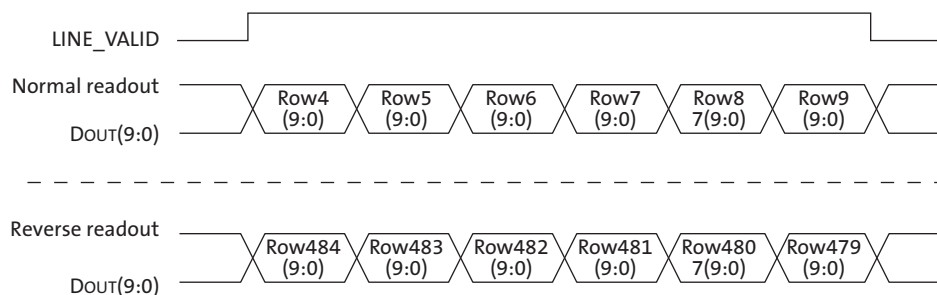 LINE_VALID
Normal readout
Row4 Row5 Row6 Row7 Row8 Row9
(9:0) (9:0) (9:0) (9:0) 7(9:0) (9:0)
DOUT(9:0)
Reverse readout
Row484 Row483 Row482 Row481 Row480 Row479
(9:0) (9:0) (9:0) (9:0) 7(9:0) (9:0)
DOUT(9:0)